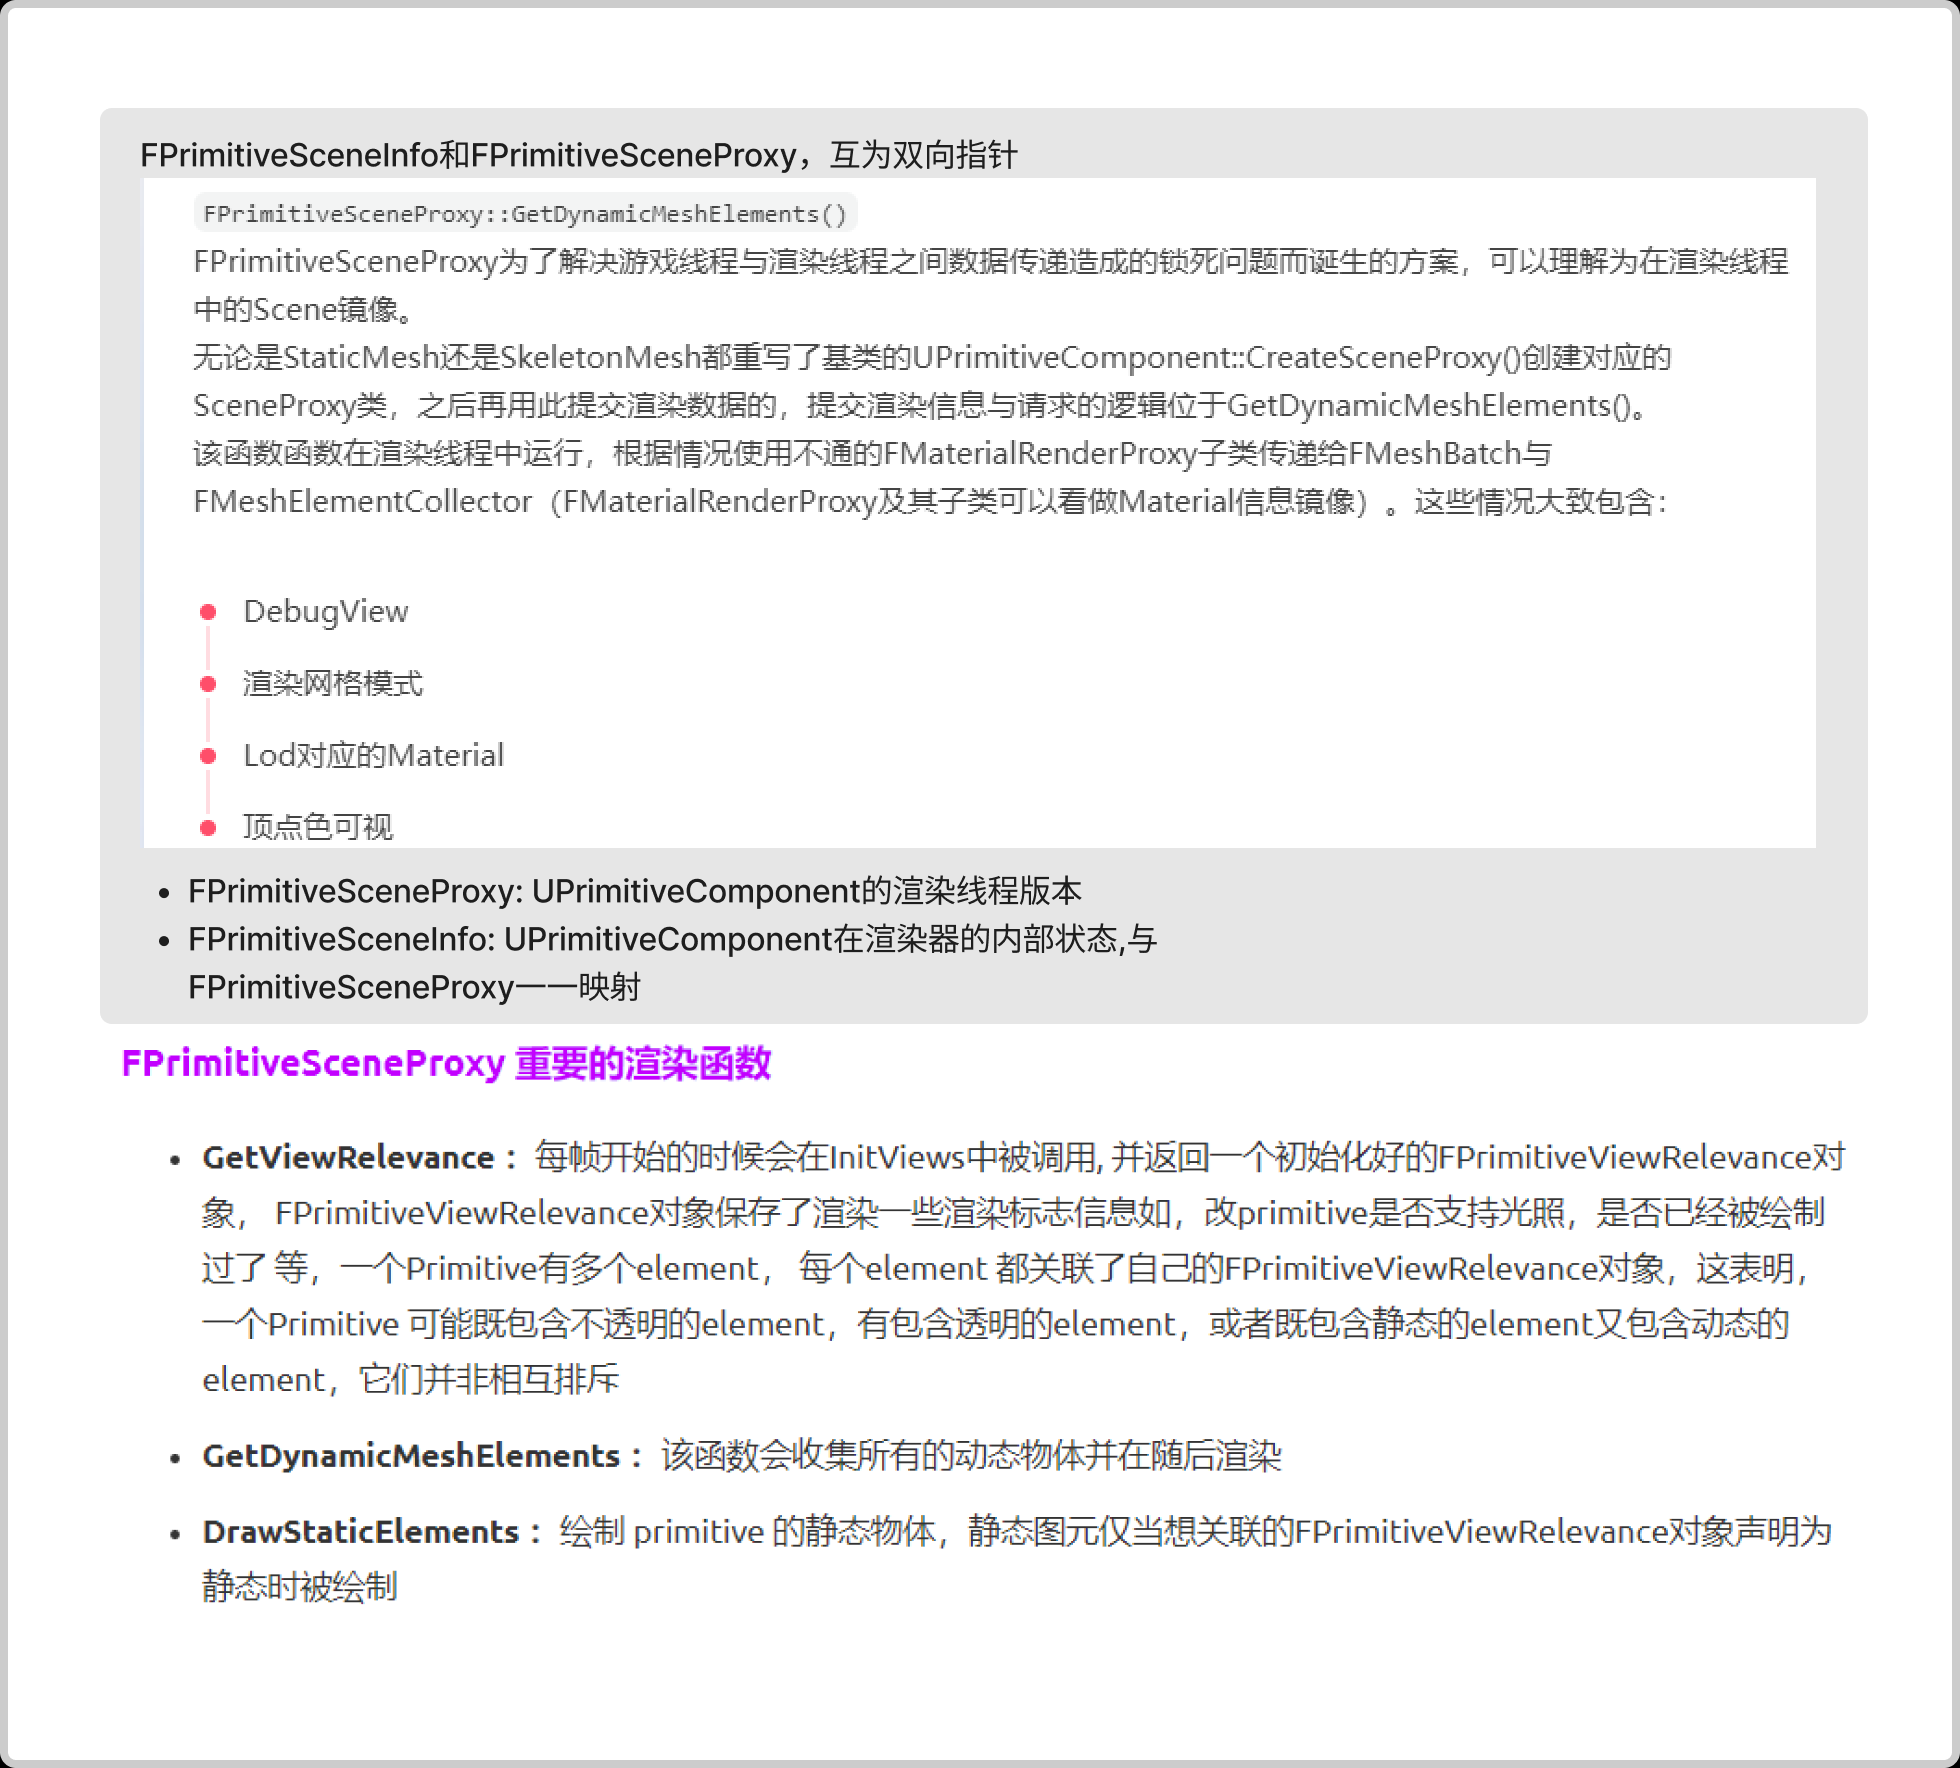 FPrimitiveSceneInfo和FPrimitiveSceneProxy，互为双向指针
FPrimitiveSceneProxy::GetDynamicMeshElements()
FPrimitiveSceneProxy为了解决游戏线程与渲染线程之间数据传递造成的锁死问题而诞生的方案，可以理解为在渲染线程
中的Scene镜像。
无论是StaticMesh还是SkeletonMesh都重写了基类的UPrimitiveComponent::CreateSceneProxy()创建对应的
SceneProxy类，之后再用此提交渲染数据的，提交渲染信息与请求的逻辑位于GetDynamicMeshElements()。
该函数函数在渲染线程中运行，根据情况使用不通的FMaterialRenderProxy子类传递给FMeshBatch与
FMeshElementCollector（FMaterialRenderProxy及其子类可以看做Material信息镜像）。这些情况大致包含：
DebugView
渲染网格模式
Lod对应的Material
顶点色可视
• FPrimitiveSceneProxy: UPrimitiveComponent的渲染线程版本
• FPrimitiveSceneInfo: UPrimitiveComponent在渲染器的内部状态,与
FPrimitiveSceneProxy一一映射
FPrimitiveSceneProxy 重要的渲染函数
• GetViewRelevance： 每帧开始的时候会在InitViews中被调用, 并返回一个初始化好的FPrimitiveViewRelevance对
象， FPrimitiveViewRelevance对象保存了渲染一些渲染标志信息如，改primitive是否支持光照，是否已经被绘制
过了 等，一个Primitive有多个element， 每个element 都关联了自己的FPrimitiveViewRelevance对象，这表明，
一个Primitive 可能既包含不透明的element，有包含透明的element，或者既包含静态的element又包含动态的
element，它们并非相互排斥
• GetDynamicMeshElements： 该函数会收集所有的动态物体并在随后渲染
• DrawStaticElements： 绘制 primitive 的静态物体，静态图元仅当想关联的FPrimitiveViewRelevance对象声明为
静态时被绘制